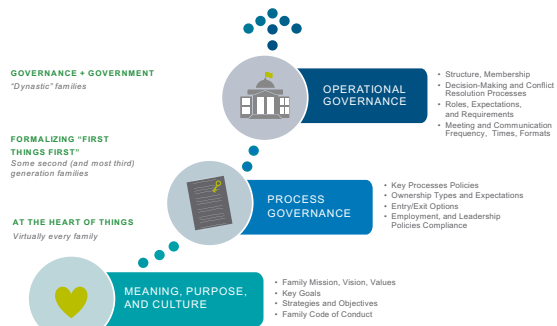 GOVERNANCE + GOVERNMENT
"Dynastic" families
OPERATIONAL
GOVERNANCE
• Structure, Membership
• Decision-Making and Conflict
Resolution Processes
• Roles, Expectations,
and Requirements
• Meeting and Communication
Frequency, Times, Formats
FORMALIZING "FIRST
THINGS FIRST"
Some second (and most third)
generation families
PROCESS
GOVERNANCE
• Key Processes Policies
• Ownership Types and Expectations
• Entry/Exit Options
• Employment, and Leadership
Policies Compliance
AT THE HEART OF THINGS
Virtually every family
MEANING, PURPOSE,
AND CULTURE
• Family Mission, Vision, Values
• Key Goals
• Strategies and Objectives
• Family Code of Conduct